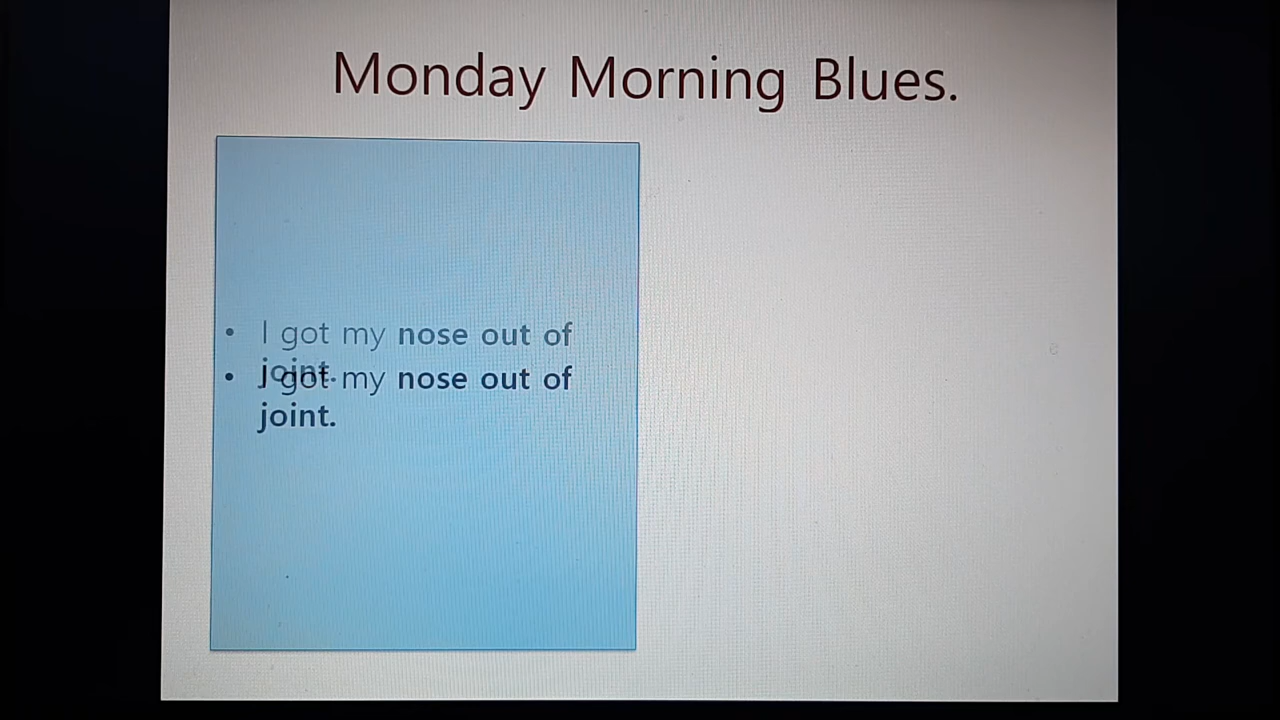 Monday Morning Blues.
• I got my nose out of
joint.
• I got my nose out of
joint.